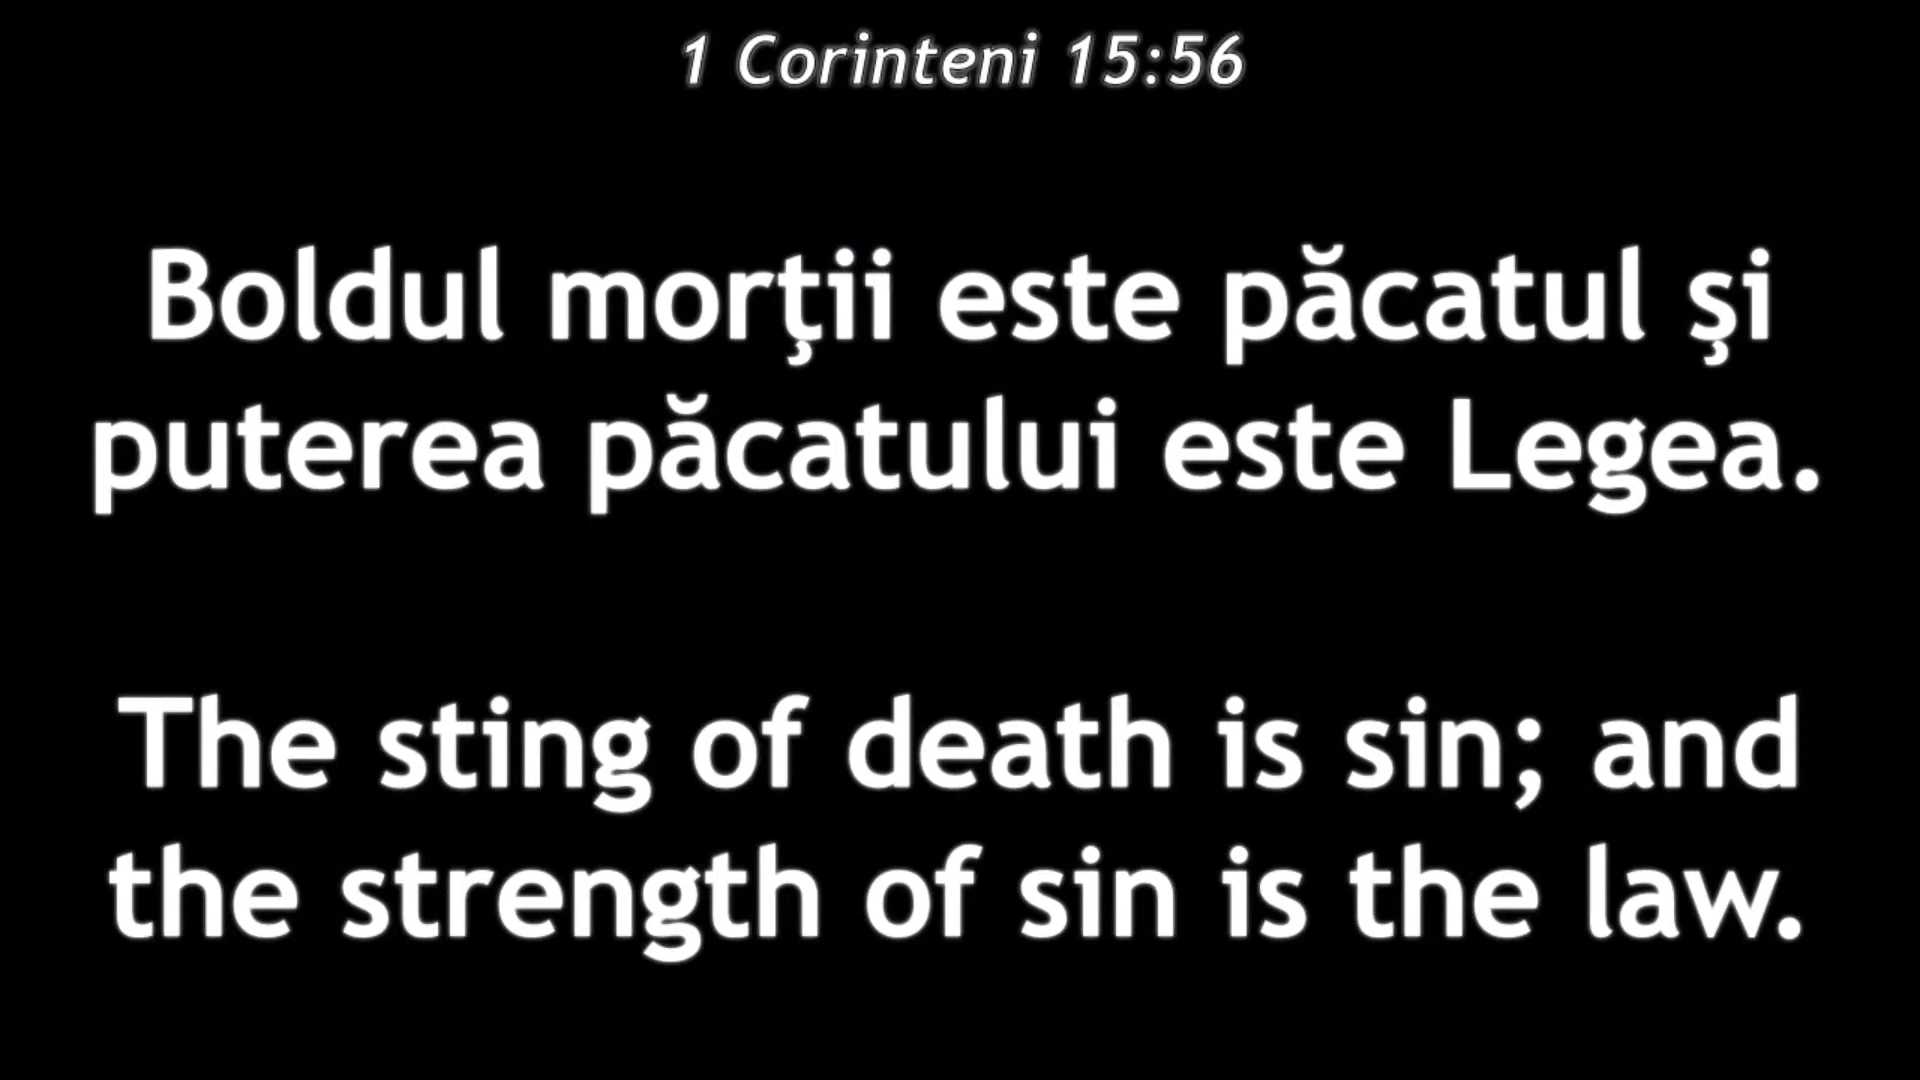 1 Corinteni 15:56
Boldul morţii este păcatul şi
puterea păcatului este Legea.
The sting of death is sin; and
the strength of sin is the law.